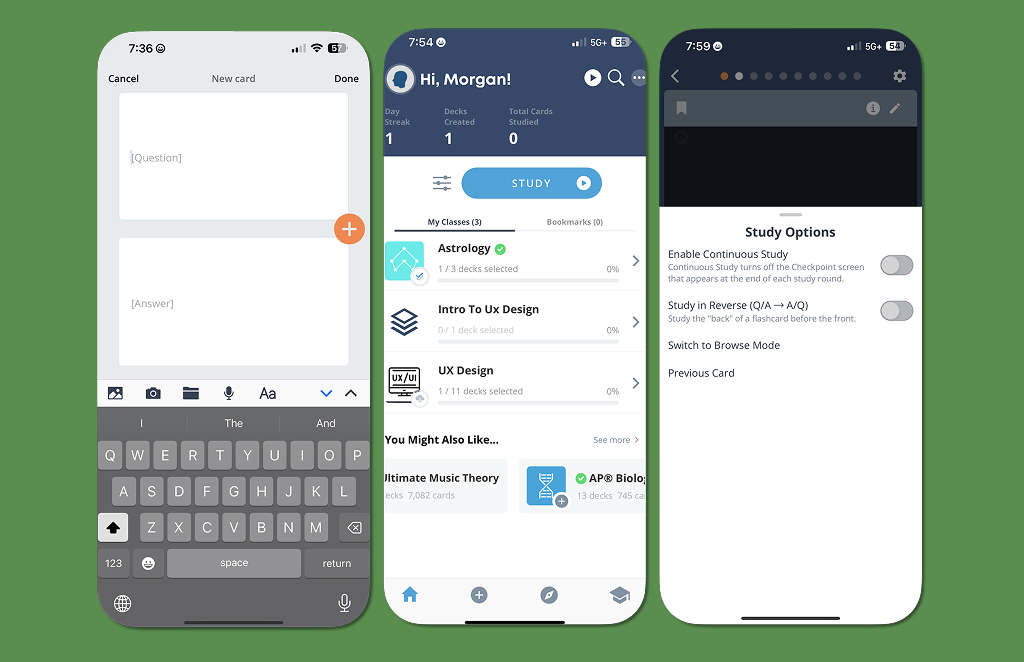 7:36
57
Cancel
New card
Done
[Question]
[Answer]
Aa
I
The
And
Q W E R T Y U I O P
A S D F G H J K L
Z X C V B N M
123
space
return
7:54
5G+
55
Hi, Morgan!
Day Streak
Decks Created
Total Cards Studied
1
1
0
STUDY
My Classes (3)
Bookmarks (0)
Astrology
1 / 3 decks selected
0%
Intro To Ux Design
0 / 1 deck selected
0%
UX/UI
UX Design
1 / 11 decks selected
0%
You Might Also Like...
See more
Ultimate Music Theory
ecks 7,082 cards
AP® Biolog
13 decks 745 ca
7:59
5G+
54
Study Options
Enable Continuous Study
Continuous Study turns off the Checkpoint screen
that appears at the end of each study round.
Study in Reverse (Q/A → A/Q)
Study the "back" of a flashcard before the front.
Switch to Browse Mode
Previous Card